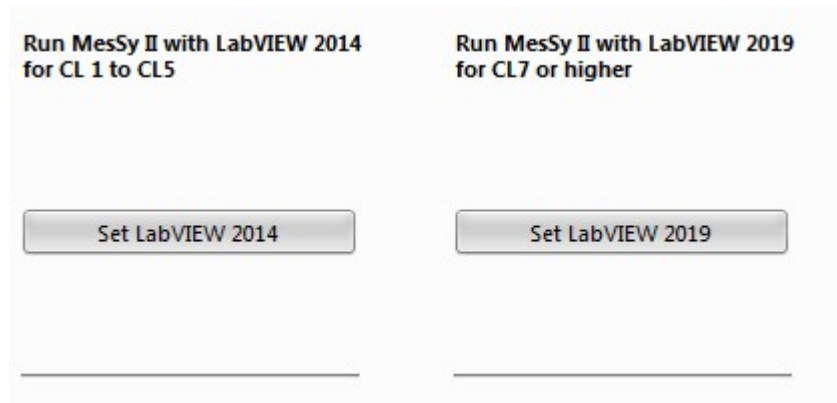 Run MesSy II with LabVIEW 2014
for CL 1 to CL5
Set LabVIEW 2014
Run MesSy II with LabVIEW 2019
for CL7 or higher
Set LabVIEW 2019